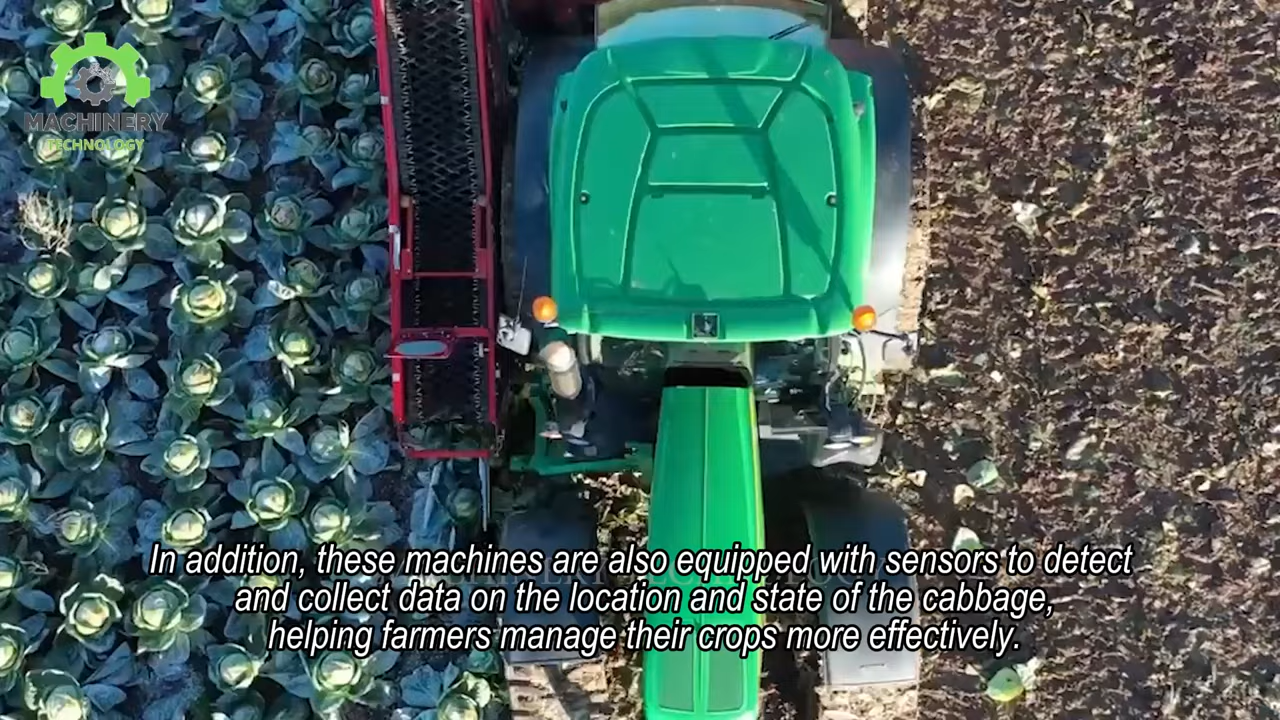 MACHINERY
TECHNOLOGY
In addition, these machines are also equipped with sensors to detect
and collect data on the location and state of the cabbage,
helping farmers manage their crops more effectively.